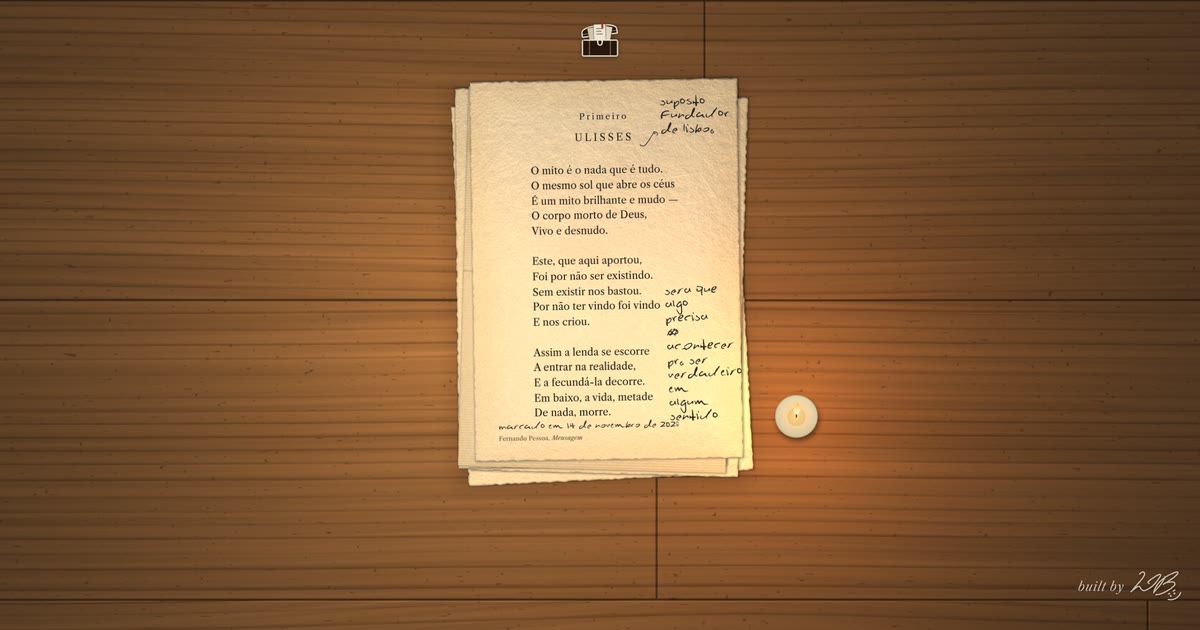 suposto
Fundador
de lisboa
Primeiro
ULISSES
O mito é o nada que é tudo.
O mesmo sol que abre os céus
É um mito brilhante e mudo —
O corpo morto de Deus,
Vivo e desnudo.
Este, que aqui aportou,
Foi por não ser existindo.
Sem existir nos bastou.
Por não ter vindo foi vindo
E nos criou.
será que
algo
precisa
acontecer
pra ser
verdadeiro
em
algum
sentido
Assim a lenda se escorre
A entrar na realidade,
E a fecundá-la decorre.
Em baixo, a vida, metade
De nada, morre.
marcado em 14 de novembro de
Fernando Pessoa, Mensagem
built by